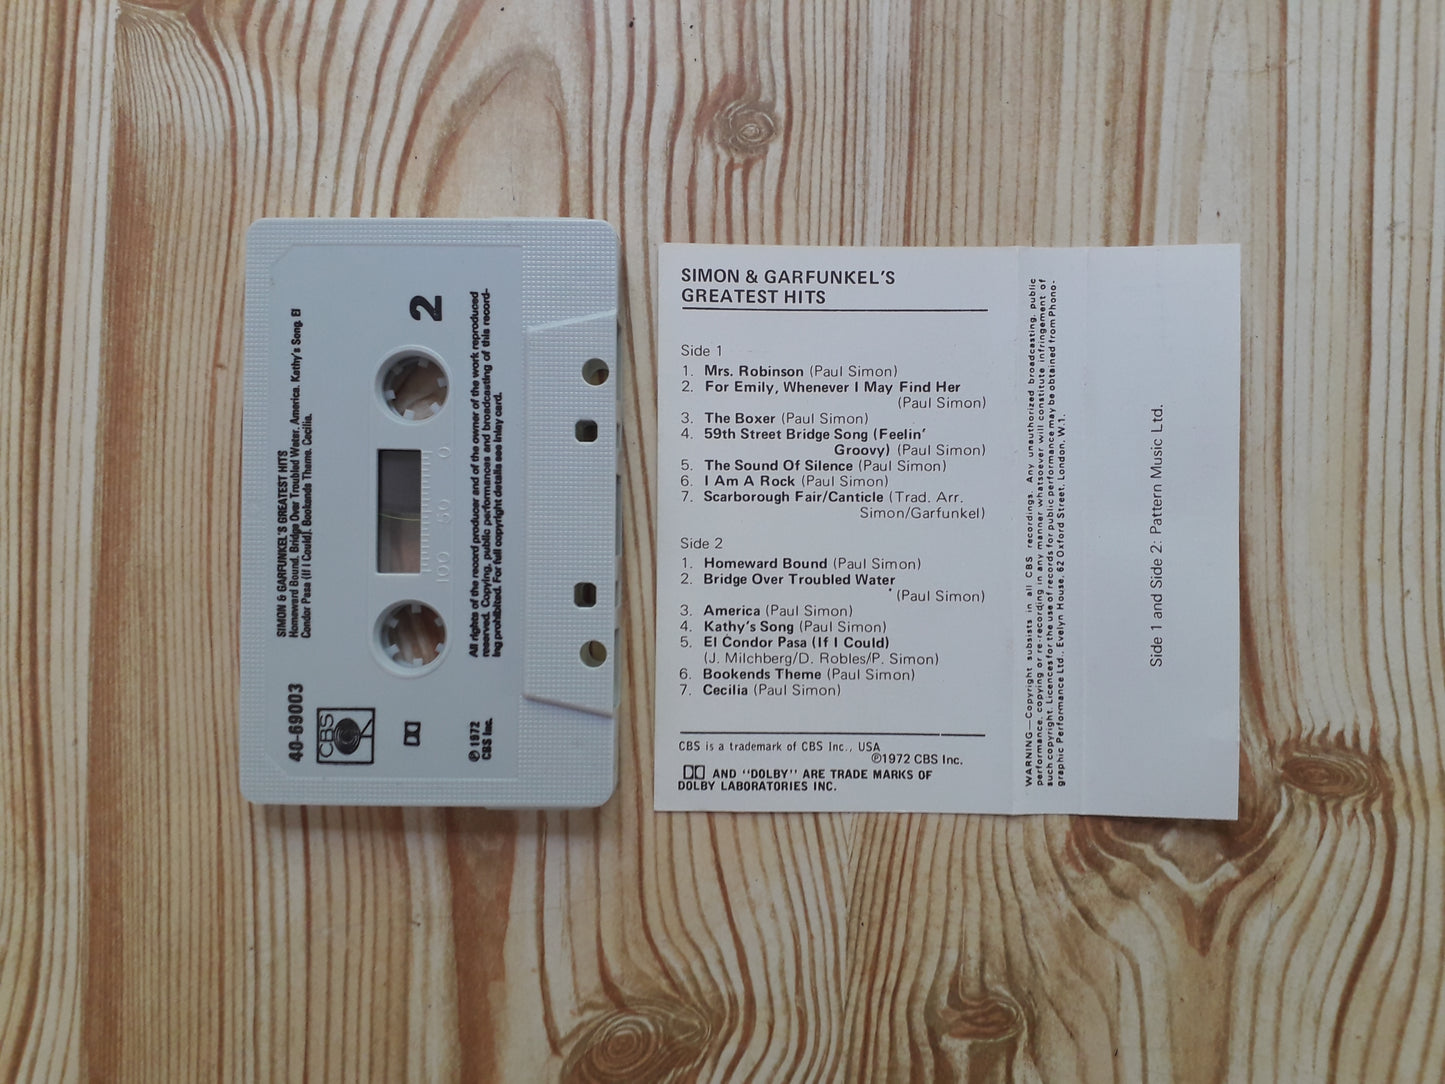 SIMON & GARFUNKEL'S GREATEST HITS
Homeward Bound. Bridge Over Troubled Water. America. Kathy's Song. El
Condor Pasa (If I Could). Bookends Theme. Cecilia.
2
100 50 0
40-69003
CBS
All rights of the record producer and of the owner of the work reproduced
reserved. Copying, public performances and broadcasting of this record-
ing prohibited. For full copyright details see inlay card.
℗ 1972
CBS Inc.
SIMON & GARFUNKEL'S
GREATEST HITS
Side 1
1. Mrs. Robinson (Paul Simon)
2. For Emily, Whenever I May Find Her
(Paul Simon)
3. The Boxer (Paul Simon)
4. 59th Street Bridge Song (Feelin'
Groovy) (Paul Simon)
5. The Sound Of Silence (Paul Simon)
6. I Am A Rock (Paul Simon)
7. Scarborough Fair/Canticle (Trad. Arr.
Simon/Garfunkel)
Side 2
1. Homeward Bound (Paul Simon)
2. Bridge Over Troubled Water
(Paul Simon)
3. America (Paul Simon)
4. Kathy's Song (Paul Simon)
5. El Condor Pasa (If I Could)
(J. Milchberg/D. Robles/P. Simon)
6. Bookends Theme (Paul Simon)
7. Cecilia (Paul Simon)
CBS is a trademark of CBS Inc., USA
℗1972 CBS Inc.
AND "DOLBY" ARE TRADE MARKS OF
DOLBY LABORATORIES INC.
WARNING—Copyright subsists in all CBS recordings. Any unauthorized broadcasting, public
performance, copying or re-recording in any manner whatsoever will constitute infringement of
such copyright. Licences for the use of records for public performance may be obtained from Phono-
graphic Performance Ltd., Evelyn House, 62 Oxford Street, London, W.1.
Side 1 and Side 2: Pattern Music Ltd.